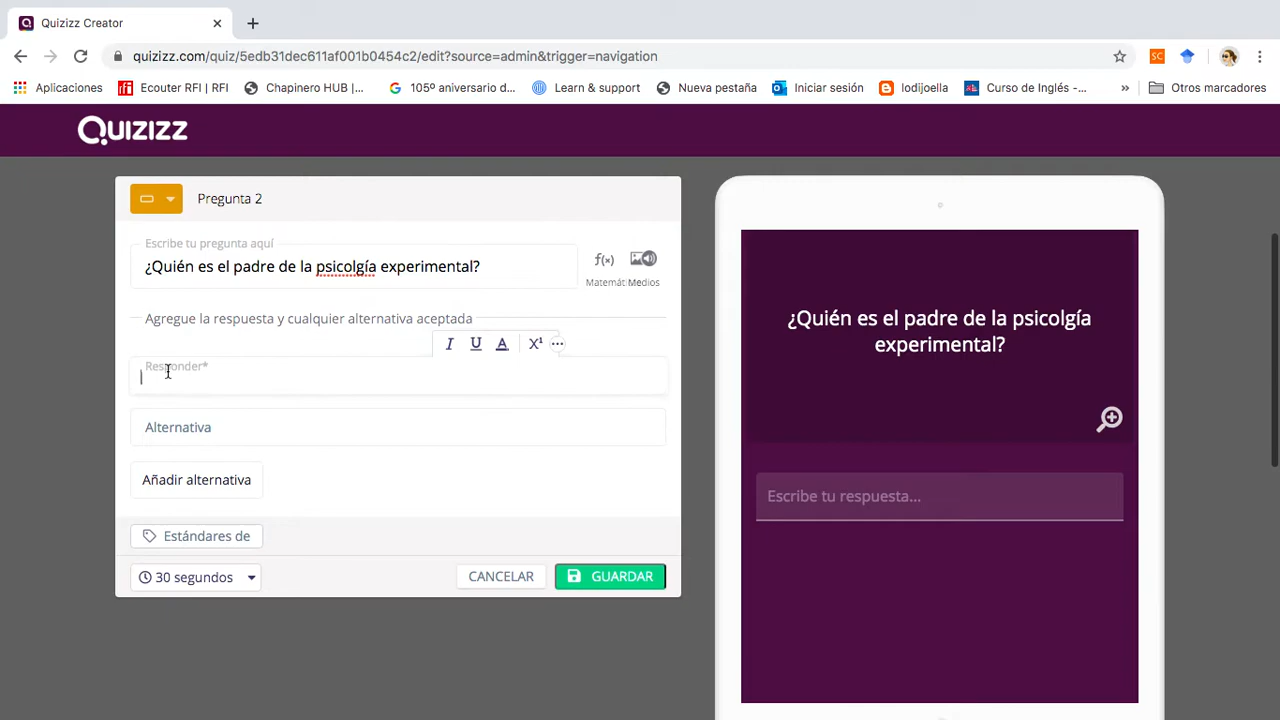 Quizizz Creator
quizizz.com/quiz/5edb31dec611af001b0454c2/edit?source=admin&trigger=navigation
SC
Aplicaciones
Ecouter RFI | RFI
Chapinero HUB |...
105º aniversario d...
Learn & support
Nueva pestaña
Iniciar sesión
lodijoella
Curso de Inglés -...
»
Otros marcadores
Quizizz
Pregunta 2
Escribe tu pregunta aquí
¿Quién es el padre de la psicolgía experimental?
f(x)
Medios
Agregue la respuesta y cualquier alternativa aceptada
I U A X¹ ...
Responder*
Alternativa
Añadir alternativa
Estándares de
30 segundos
CANCELAR
GUARDAR
¿Quién es el padre de la psicolgía
experimental?
Escribe tu respuesta...